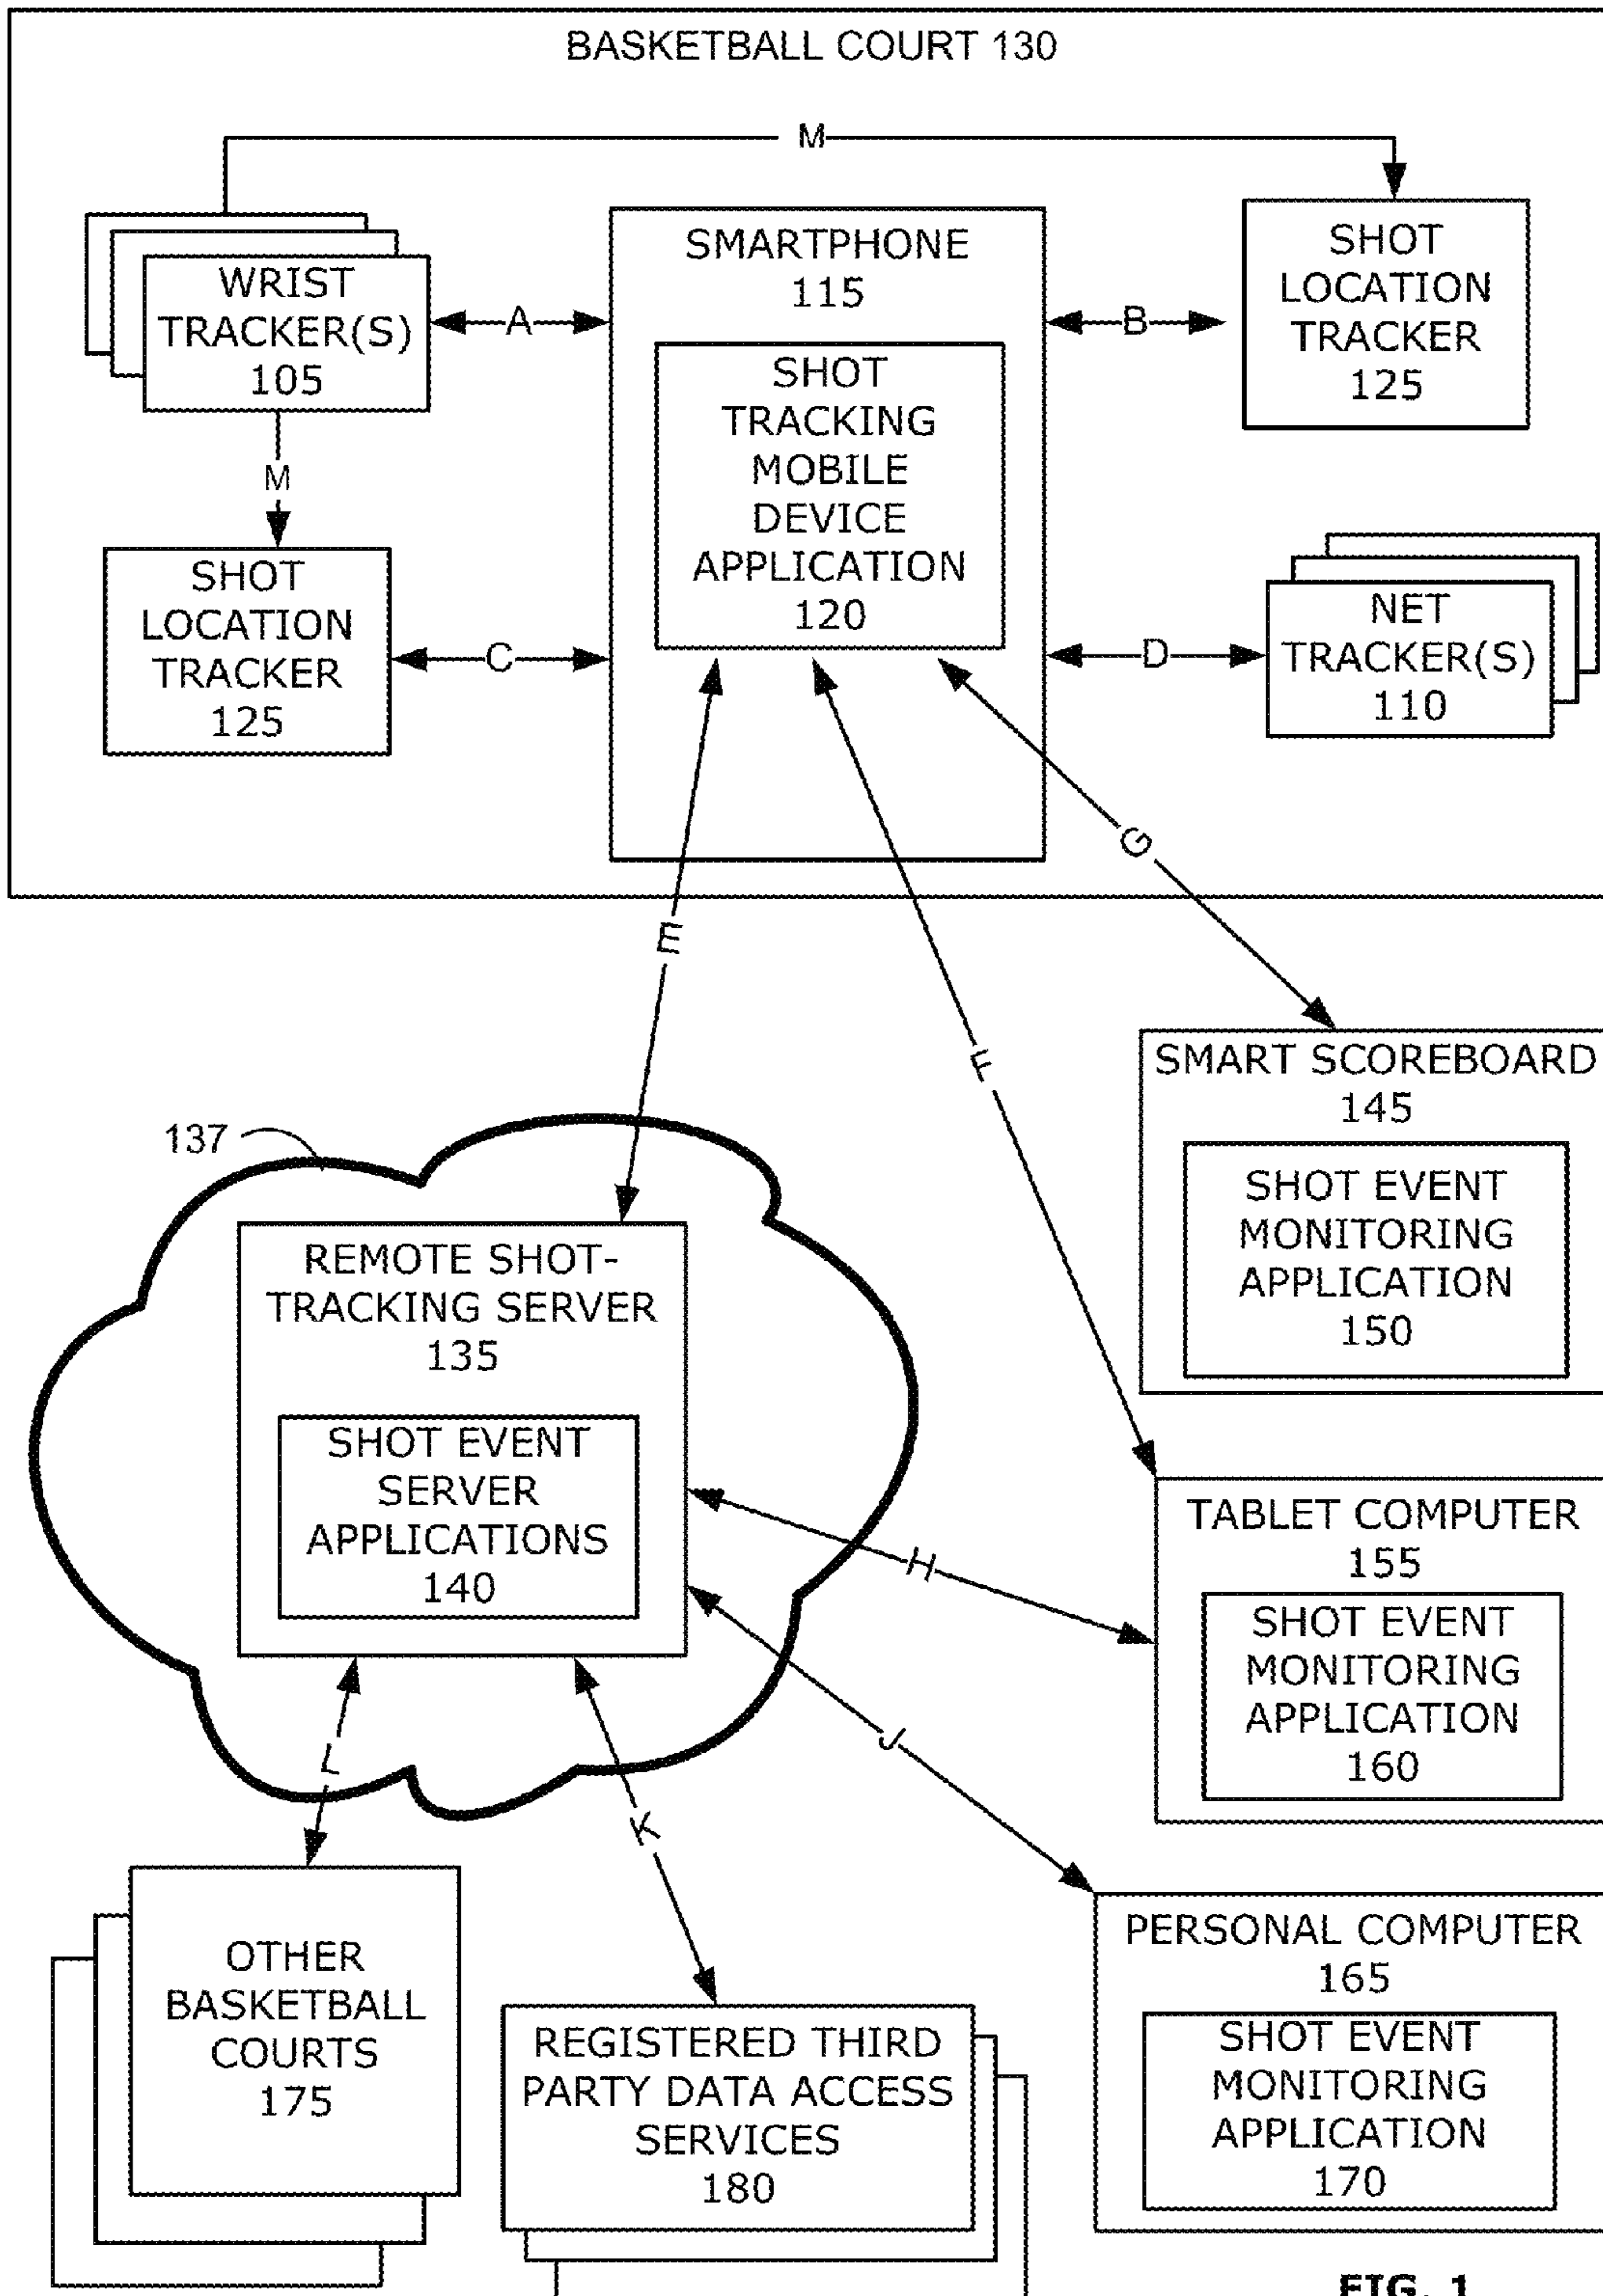 BASKETBALL COURT 130
M
WRIST
TRACKER(S)
105
A
SMARTPHONE
115
SHOT
TRACKING
MOBILE
DEVICE
APPLICATION
120
B
SHOT
LOCATION
TRACKER
125
M
SHOT
LOCATION
TRACKER
125
C
D
NET
TRACKER(S)
110
E
F
G
SMART SCOREBOARD
145
SHOT EVENT
MONITORING
APPLICATION
150
137
REMOTE SHOT-
TRACKING SERVER
135
SHOT EVENT
SERVER
APPLICATIONS
140
H
TABLET COMPUTER
155
SHOT EVENT
MONITORING
APPLICATION
160
J
L
K
OTHER
BASKETBALL
COURTS
175
REGISTERED THIRD
PARTY DATA ACCESS
SERVICES
180
PERSONAL COMPUTER
165
SHOT EVENT
MONITORING
APPLICATION
170
FIG. 1